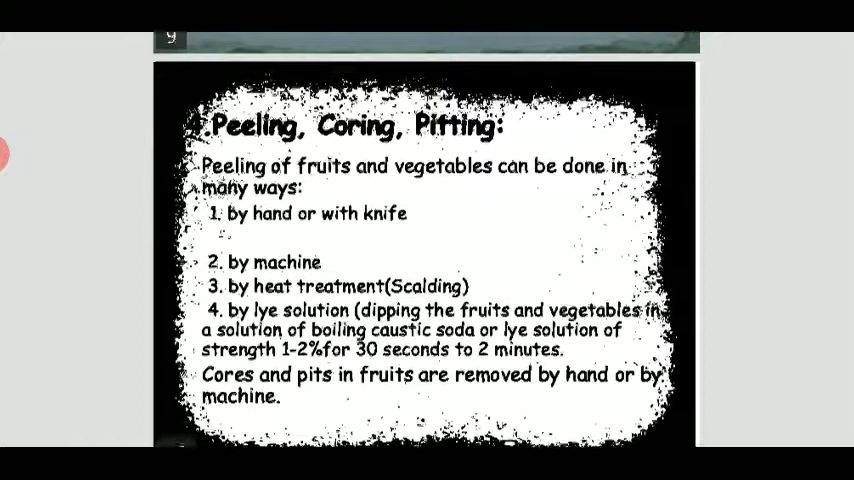 9
4.Peeling, Coring, Pitting:
Peeling of fruits and vegetables can be done in
many ways:
1. by hand or with knife
2. by machine
3. by heat treatment(Scalding)
4. by lye solution (dipping the fruits and vegetables in
a solution of boiling caustic soda or lye solution of
strength 1-2%for 30 seconds to 2 minutes.
Cores and pits in fruits are removed by hand or by
machine.